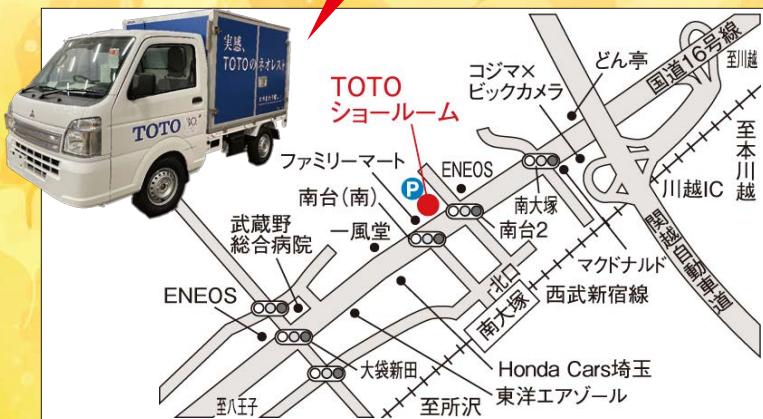 実感、
TOTOのネオレスト
TOTO
TOTO
ショールーム
コジマ×
ビックカメラ
どん亭
国道16号線
至川越
至本川越
ファミリーマート
ENEOS
P
南台(南)
南大塚
川越IC
武蔵野
総合病院
一風堂
南台2
マクドナルド
関越自動車道
北口
西武新宿線
南大塚
ENEOS
大袋新田
Honda Cars埼玉
東洋エアゾール
至八王子
至所沢